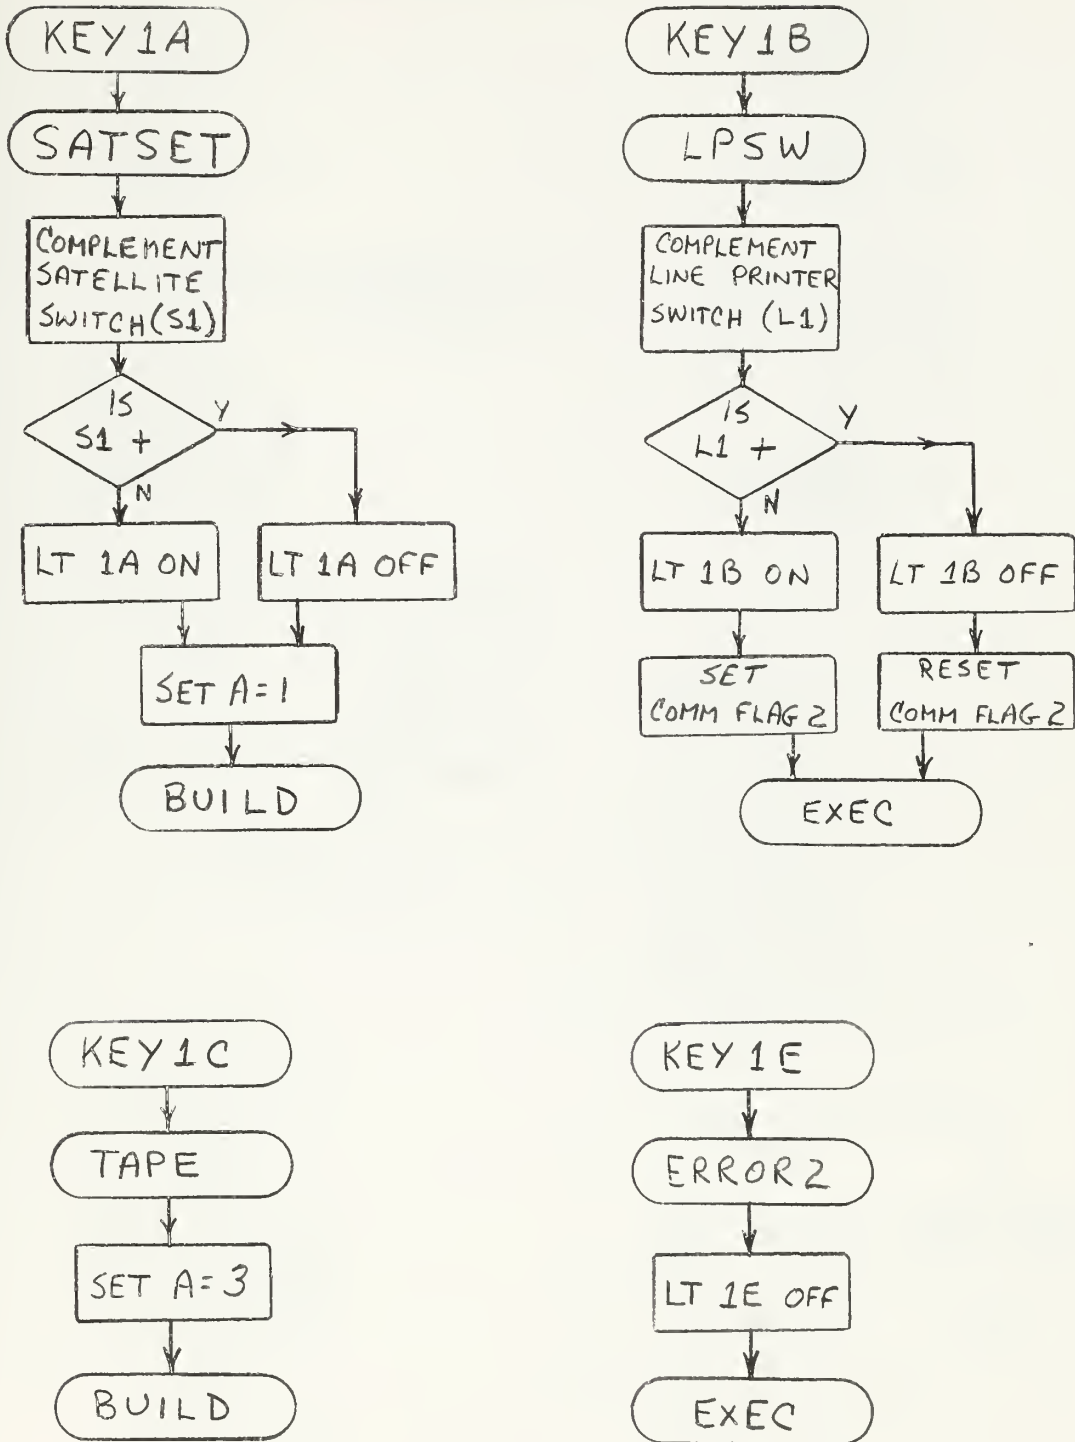 KEY1A
SATSET
COMPLEMENT
SATELLITE
SWITCH(S1)
IS
S1 +
Y
N
LT 1A ON
LT 1A OFF
SET A=1
BUILD
KEY1B
LPSW
COMPLEMENT
LINE PRINTER
SWITCH (L1)
IS
L1 +
Y
N
LT 1B ON
LT 1B OFF
SET
COMM FLAG 2
RESET
COMM FLAG 2
EXEC
KEY1C
TAPE
SET A=3
BUILD
KEY 1E
ERROR2
LT 1E OFF
EXEC